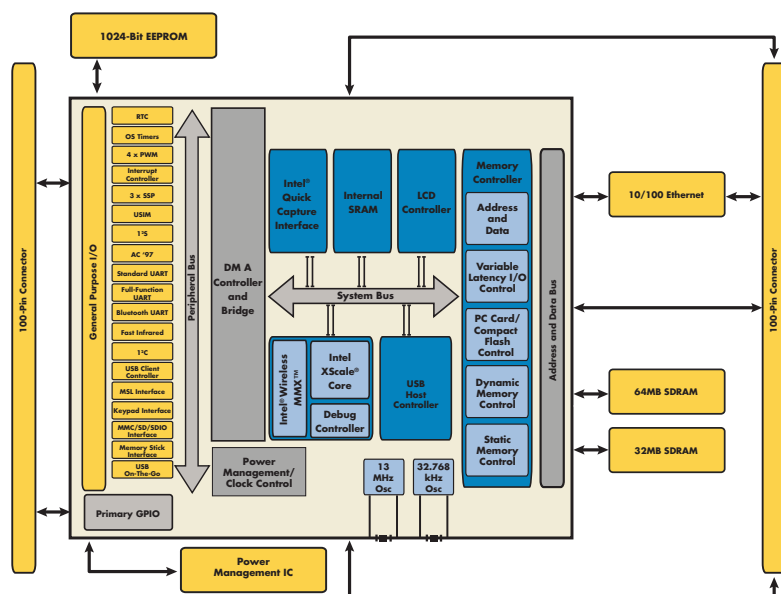 1024-Bit EEPROM
100-Pin Connector
General Purpose I/O
RTC
OS Timers
4 x PWM
Interrupt
Controller
3 x SSP
USIM
I²S
AC '97
Standard UART
Full-Function
UART
Bluetooth UART
Fast Infrared
I²C
USB Client
Controller
MSL Interface
Keypad Interface
MMC/SD/SDIO
Interface
Memory Stick
Interface
USB
On-The-Go
Primary GPIO
Peripheral Bus
DM A
Controller
and
Bridge
Power
Management/
Clock Control
Intel®
Quick
Capture
Interface
Internal
SRAM
LCD
Controller
System Bus
Intel® Wireless
MMX™
Intel
XScale®
Core
Debug
Controller
USB
Host
Controller
13
MHz
Osc
32.768
kHz
Osc
Memory
Controller
Address
and
Data
Variable
Latency I/O
Control
PC Card/
Compact
Flash
Control
Dynamic
Memory
Control
Static
Memory
Control
Address and Data Bus
10/100 Ethernet
64MB SDRAM
32MB SDRAM
100-Pin Connector
Power
Management IC